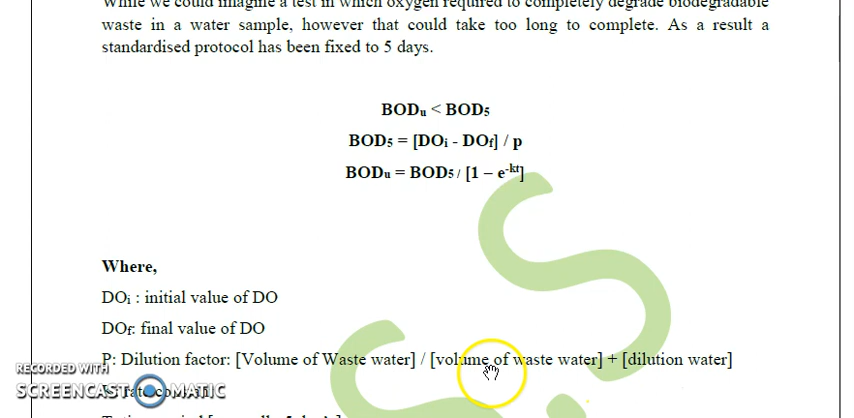 While we could imagine a test in which oxygen required to completely degrade biodegradable
waste in a water sample, however that could take too long to complete. As a result a
standardised protocol has been fixed to 5 days.
BODu < BOD5
BOD5 = [DOi - DOf] / p
BODu = BOD5 / [1 – e-kt]
Where,
DOi : initial value of DO
DOf: final value of DO
P: Dilution factor: [Volume of Waste water] / [volume of waste water] + [dilution water]
RECORDED WITH
SCREENCAST MATIC
S
S